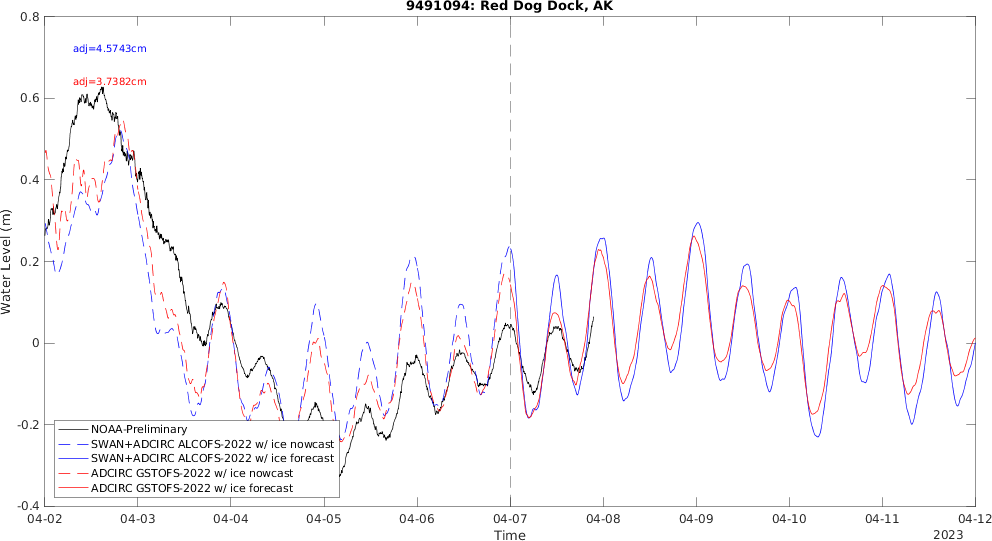 9491094: Red Dog Dock, AK
adj=4.5743cm
adj=3.7382cm
Water Level (m)
0.8
0.6
0.4
0.2
0
-0.2
-0.4
NOAA-Preliminary
SWAN+ADCIRC ALCOFS-2022 w/ ice nowcast
SWAN+ADCIRC ALCOFS-2022 w/ ice forecast
ADCIRC GSTOFS-2022 w/ ice nowcast
ADCIRC GSTOFS-2022 w/ ice forecast
04-02 04-03 04-04 04-05 04-06 04-07 04-08 04-09 04-10 04-11 04-12
Time
2023